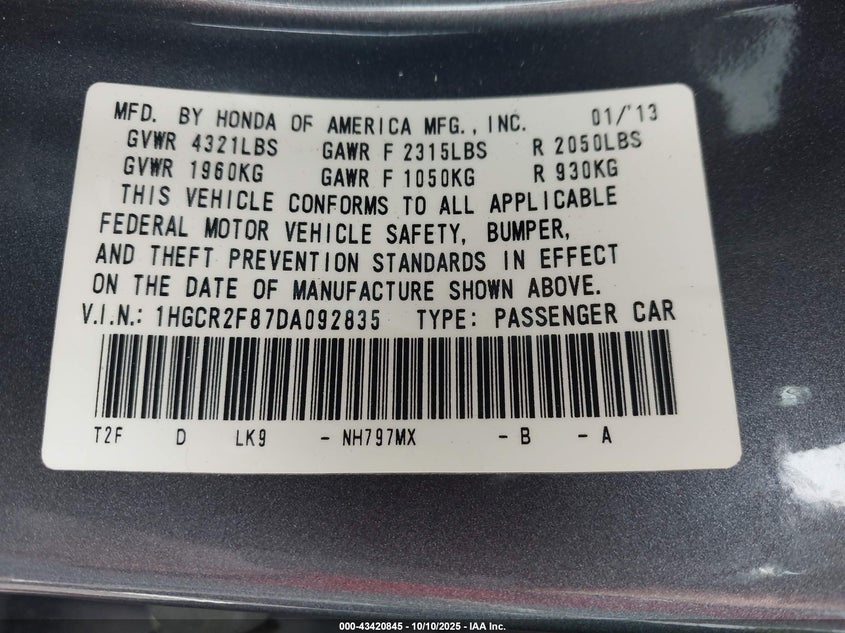 MFD. BY HONDA OF AMERICA MFG., INC. 01/'13
GVWR 4321LBS GAWR F 2315LBS R 2050LBS
GVWR 1960KG GAWR F 1050KG R 930KG
THIS VEHICLE CONFORMS TO ALL APPLICABLE
FEDERAL MOTOR VEHICLE SAFETY, BUMPER,
AND THEFT PREVENTION STANDARDS IN EFFECT
ON THE DATE OF MANUFACTURE SHOWN ABOVE.
V.I.N.: 1HGCR2F87DA092835 TYPE: PASSENGER CAR
T2F D LK9 - NH797MX - B - A
000-43420845 - 10/10/2025 - IAA Inc.